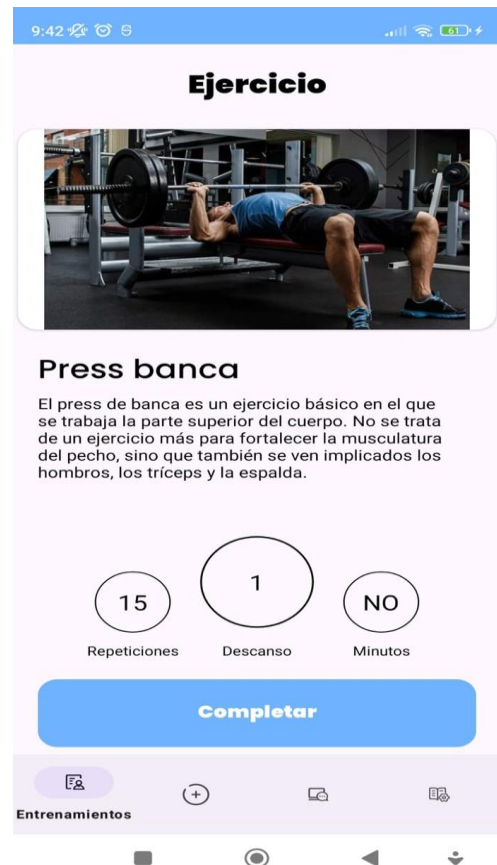 9:42
61
Ejercicio
Press banca
El press de banca es un ejercicio básico en el que
se trabaja la parte superior del cuerpo. No se trata
de un ejercicio más para fortalecer la musculatura
del pecho, sino que también se ven implicados los
hombros, los tríceps y la espalda.
15
1
NO
Repeticiones
Descanso
Minutos
Completar
Entrenamientos